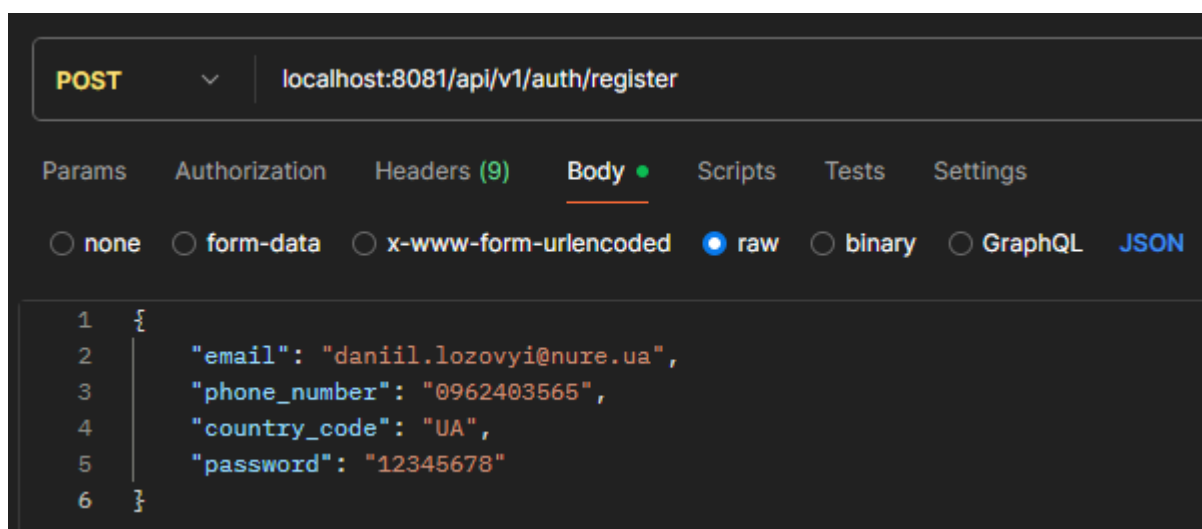 POST localhost:8081/api/v1/auth/register
Params Authorization Headers (9) Body Scripts Tests Settings
none form-data x-www-form-urlencoded raw binary GraphQL JSON
1 {
2 "email": "daniil.lozovyi@nure.ua",
3 "phone_number": "0962403565",
4 "country_code": "UA",
5 "password": "12345678"
6 }